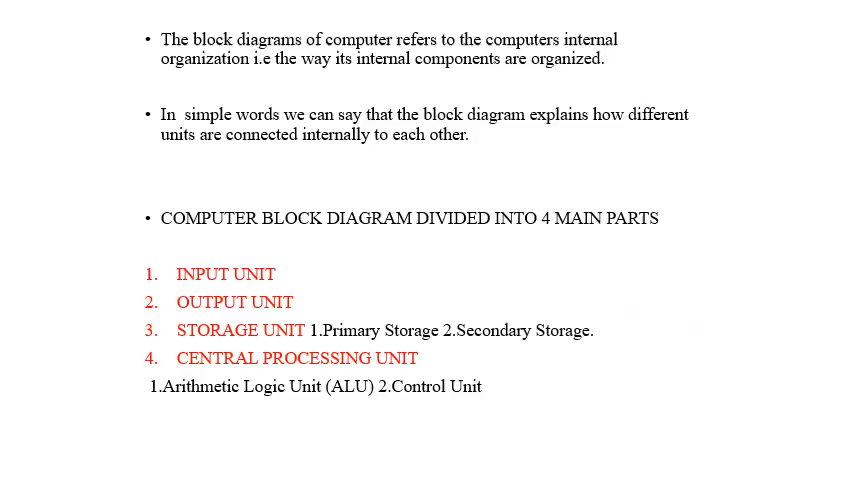 • The block diagrams of computer refers to the computers internal
organization i.e the way its internal components are organized.
• In  simple words we can say that the block diagram explains how different
units are connected internally to each other.
• COMPUTER BLOCK DIAGRAM DIVIDED INTO 4 MAIN PARTS
1. INPUT UNIT
2. OUTPUT UNIT
3. STORAGE UNIT 1.Primary Storage 2.Secondary Storage.
4. CENTRAL PROCESSING UNIT
1.Arithmetic Logic Unit (ALU) 2.Control Unit